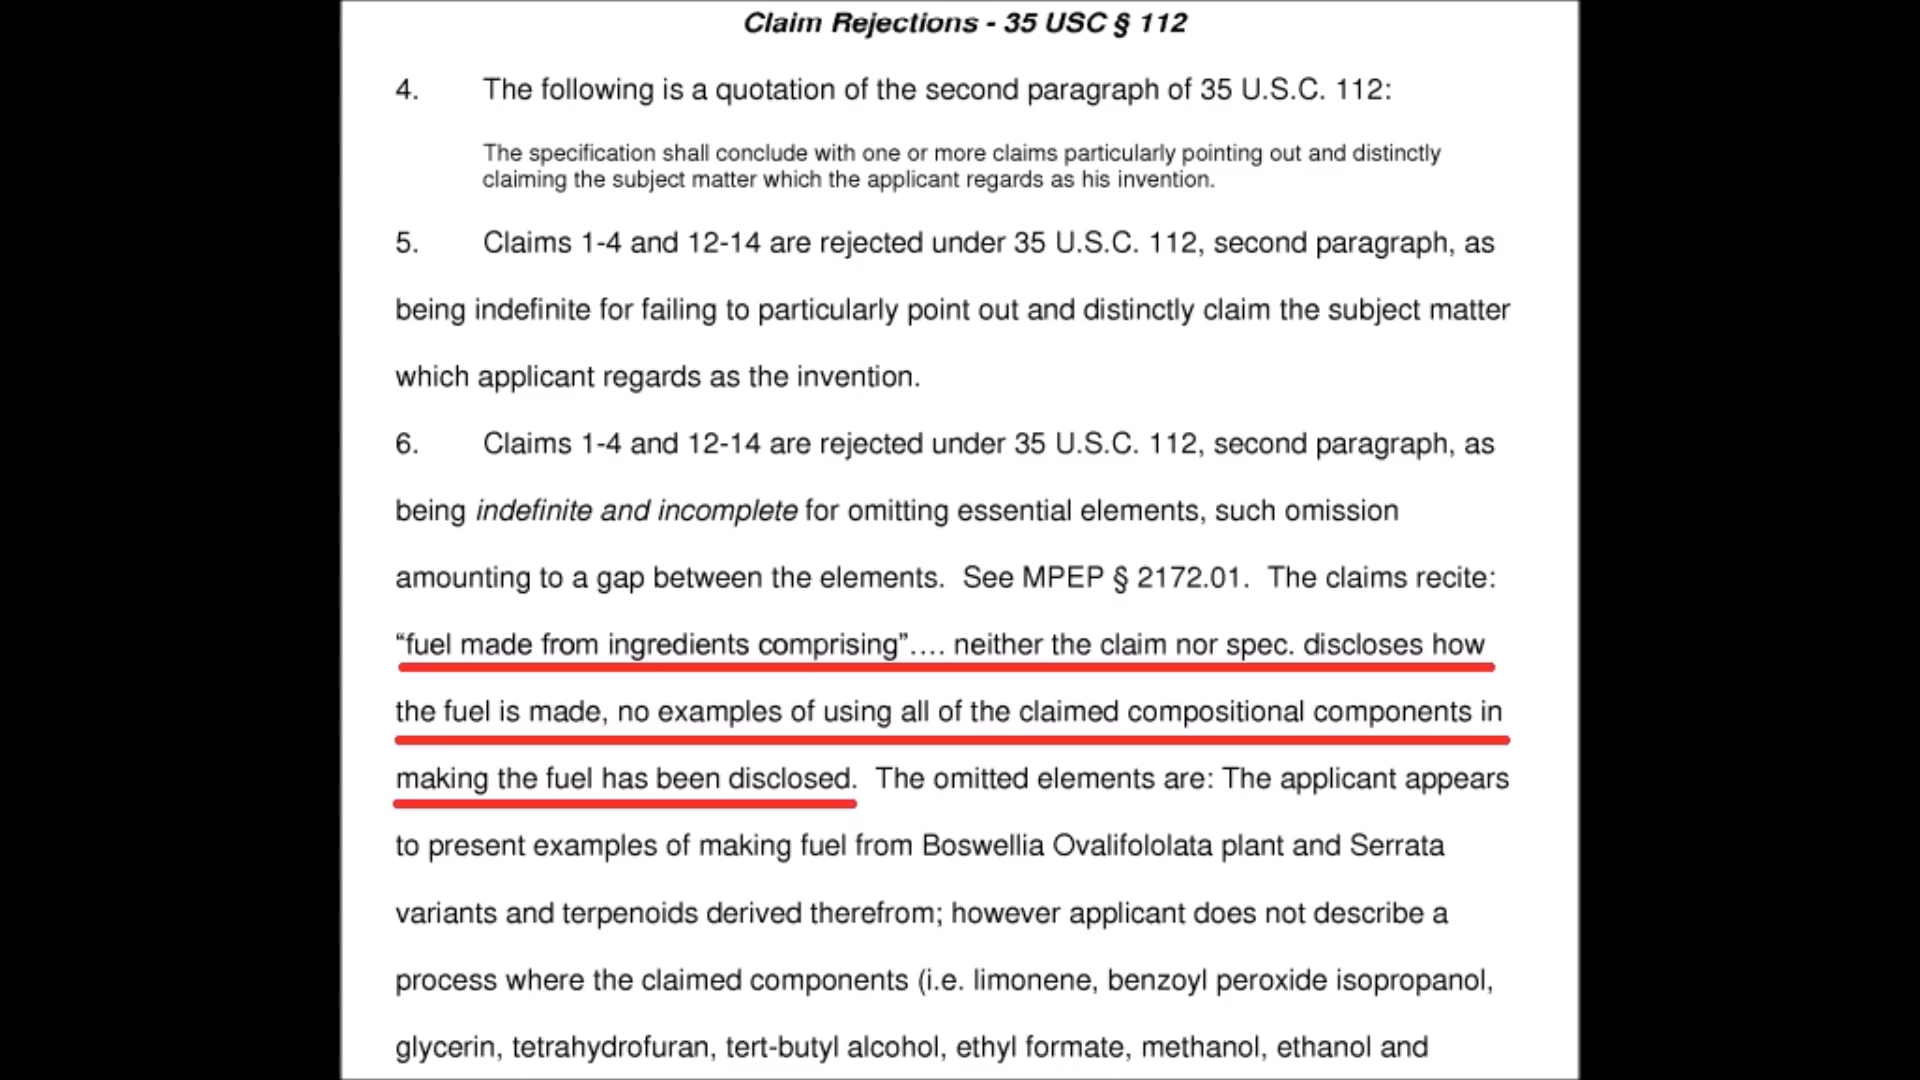 Claim Rejections - 35 USC § 112
4. The following is a quotation of the second paragraph of 35 U.S.C. 112:
The specification shall conclude with one or more claims particularly pointing out and distinctly
claiming the subject matter which the applicant regards as his invention.
5. Claims 1-4 and 12-14 are rejected under 35 U.S.C. 112, second paragraph, as
being indefinite for failing to particularly point out and distinctly claim the subject matter
which applicant regards as the invention.
6. Claims 1-4 and 12-14 are rejected under 35 U.S.C. 112, second paragraph, as
being indefinite and incomplete for omitting essential elements, such omission
amounting to a gap between the elements. See MPEP § 2172.01. The claims recite:
“fuel made from ingredients comprising”.... neither the claim nor spec. discloses how
the fuel is made, no examples of using all of the claimed compositional components in
making the fuel has been disclosed. The omitted elements are: The applicant appears
to present examples of making fuel from Boswellia Ovalifololata plant and Serrata
variants and terpenoids derived therefrom; however applicant does not describe a
process where the claimed components (i.e. limonene, benzoyl peroxide isopropanol,
glycerin, tetrahydrofuran, tert-butyl alcohol, ethyl formate, methanol, ethanol and